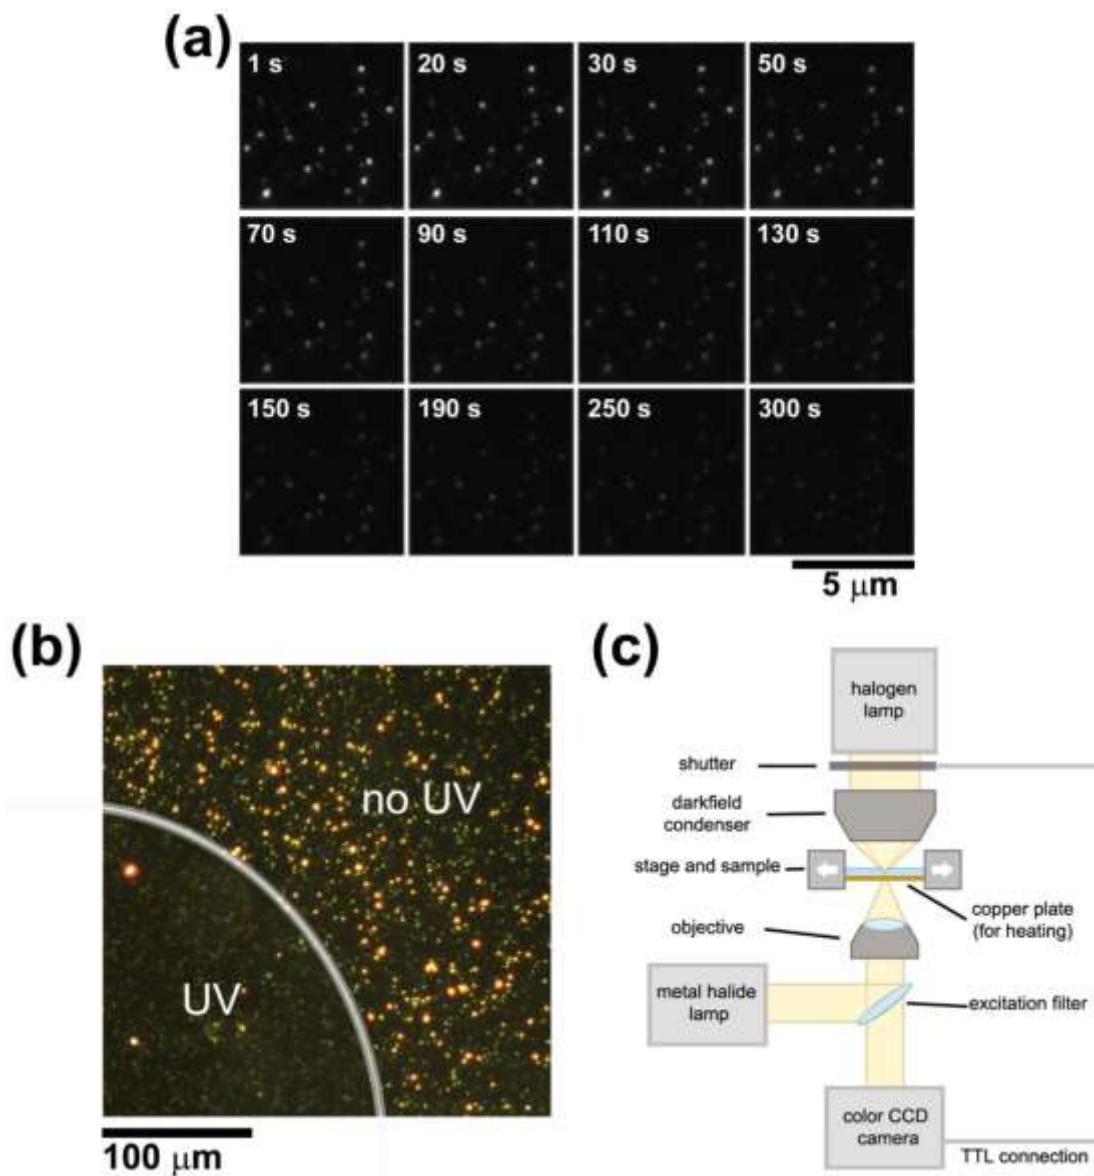 (a)
1 s 20 s 30 s 50 s
70 s 90 s 110 s 130 s
150 s 190 s 250 s 300 s
5 μm
(b)
no UV
UV
100 μm
(c)
halogen
lamp
shutter
darkfield
condenser
stage and sample
copper plate
(for heating)
objective
metal halide
lamp
excitation filter
color CCD
camera
TTL connection